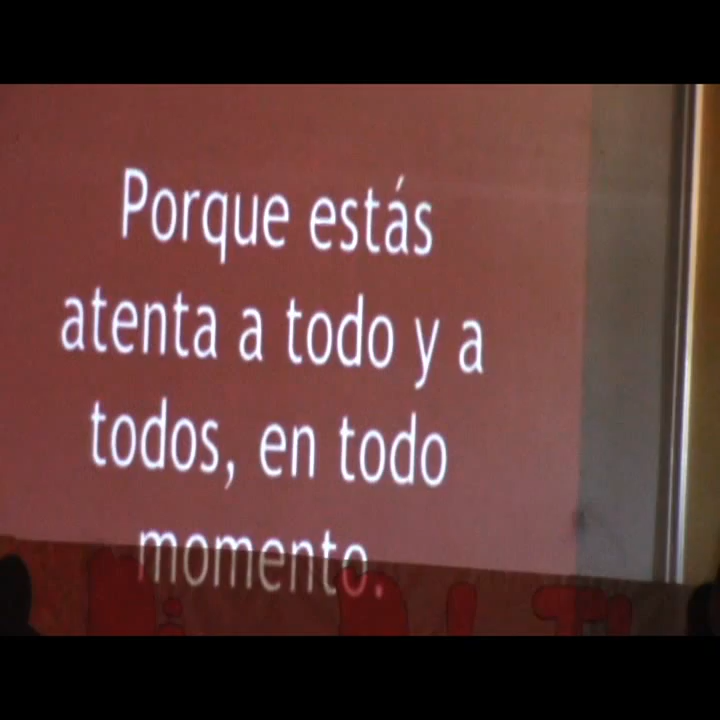 Porque estás
atenta a todo y a
todos, en todo
momento.